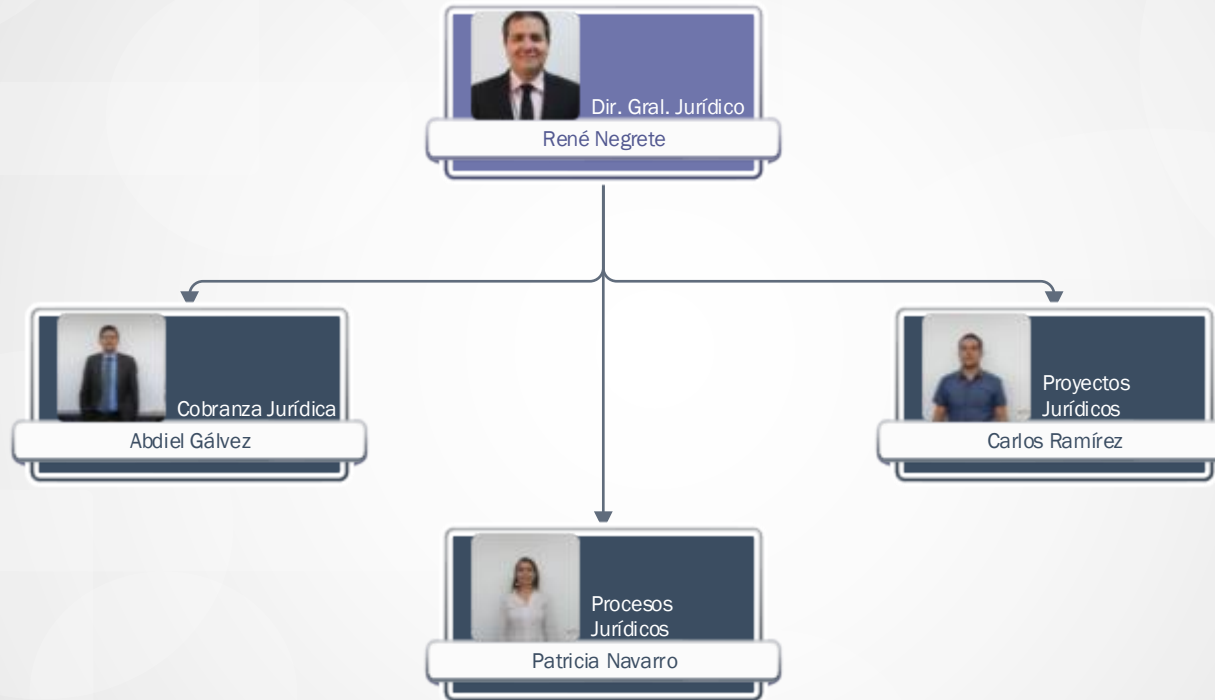 Dir. Gral. Jurídico
René Negrete
Cobranza Jurídica
Abdiel Gálvez
Proyectos
Jurídicos
Carlos Ramírez
Procesos
Jurídicos
Patricia Navarro